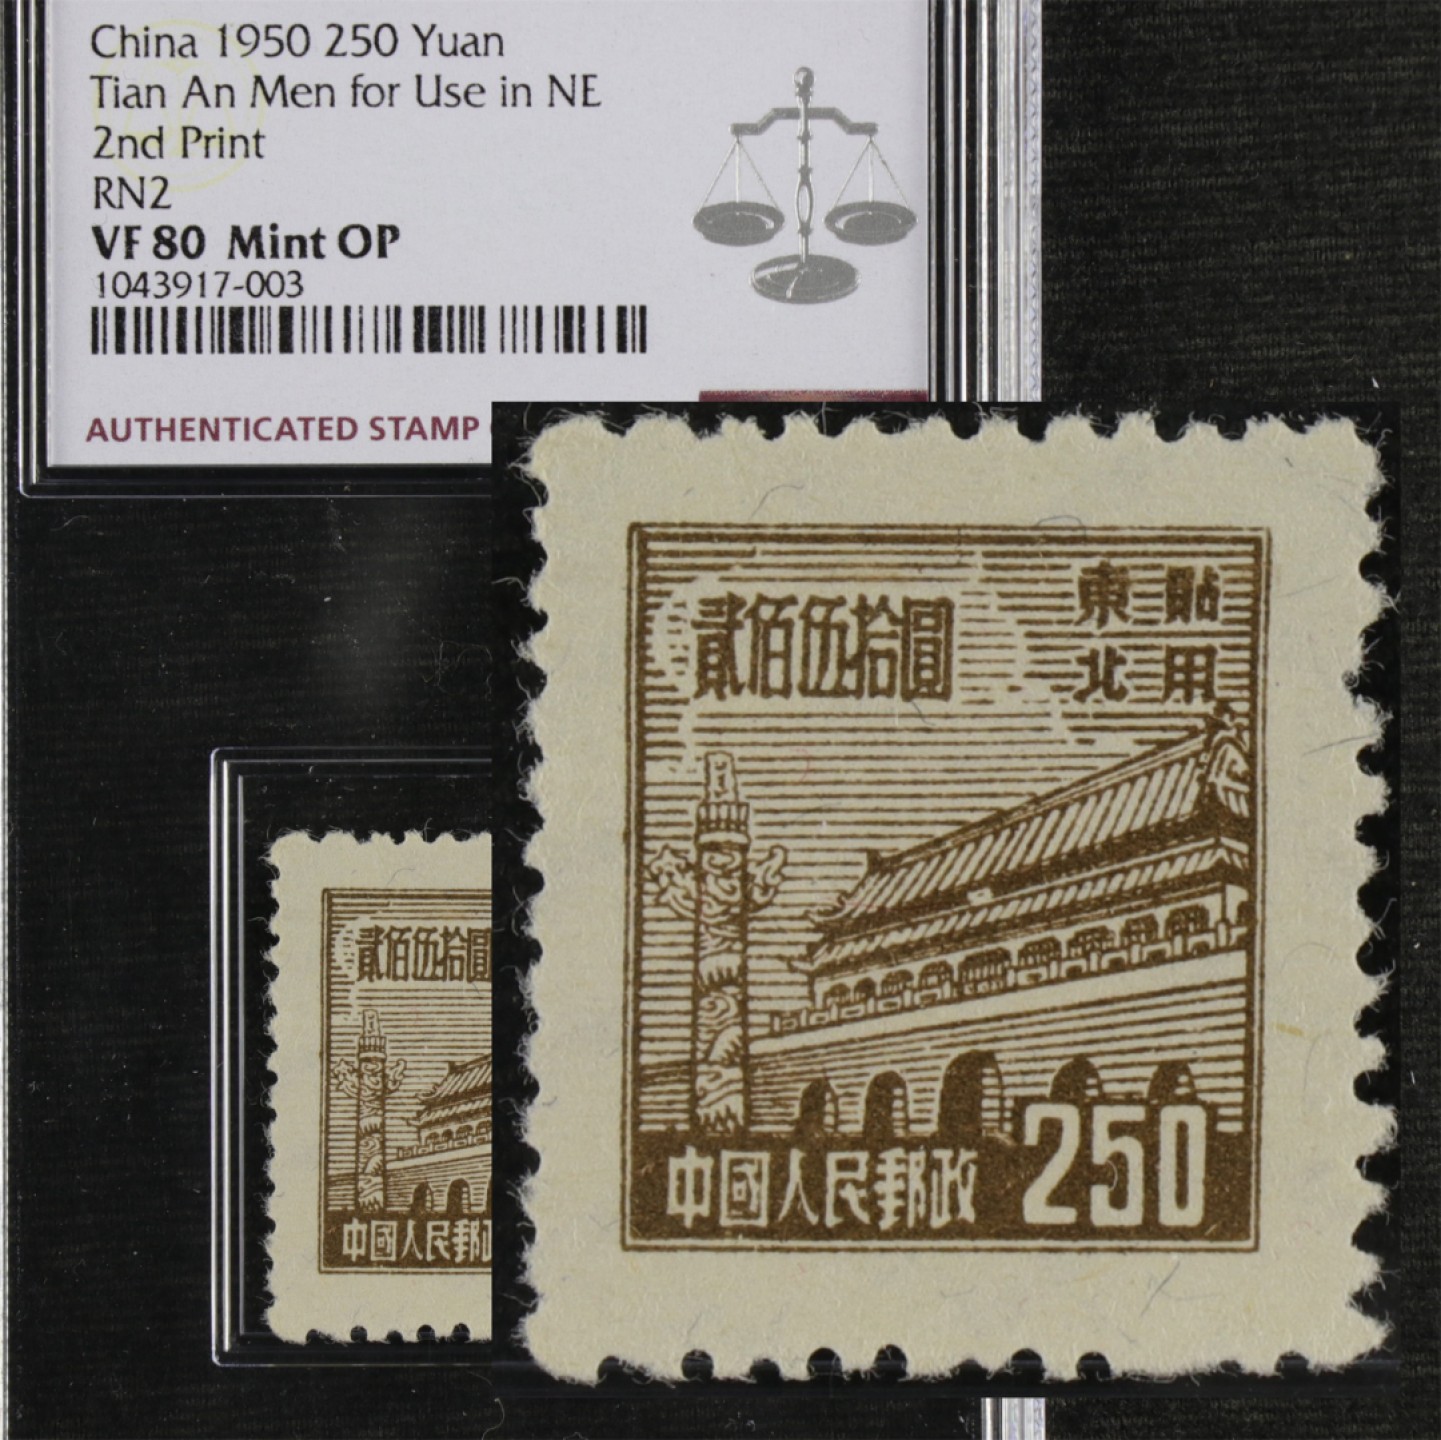 China 1950 250 Yuan
Tian An Men for Use in NE
2nd Print
RN2
VF 80 Mint OP
1043917-003
AUTHENTICATED STAMP
貳佰伍拾圓
東 貼
北 用
中國人民郵政 250
貳佰伍拾圓
中國人民郵